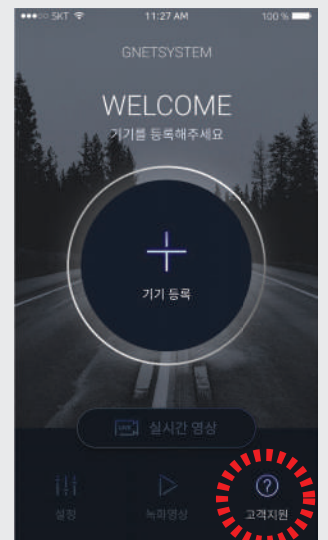 SKT 11:27 AM 100 %
GNETSYSTEM
WELCOME
기기를 등록해주세요
기기 등록
LIVE 실시간 영상
설정 녹화영상 고객지원